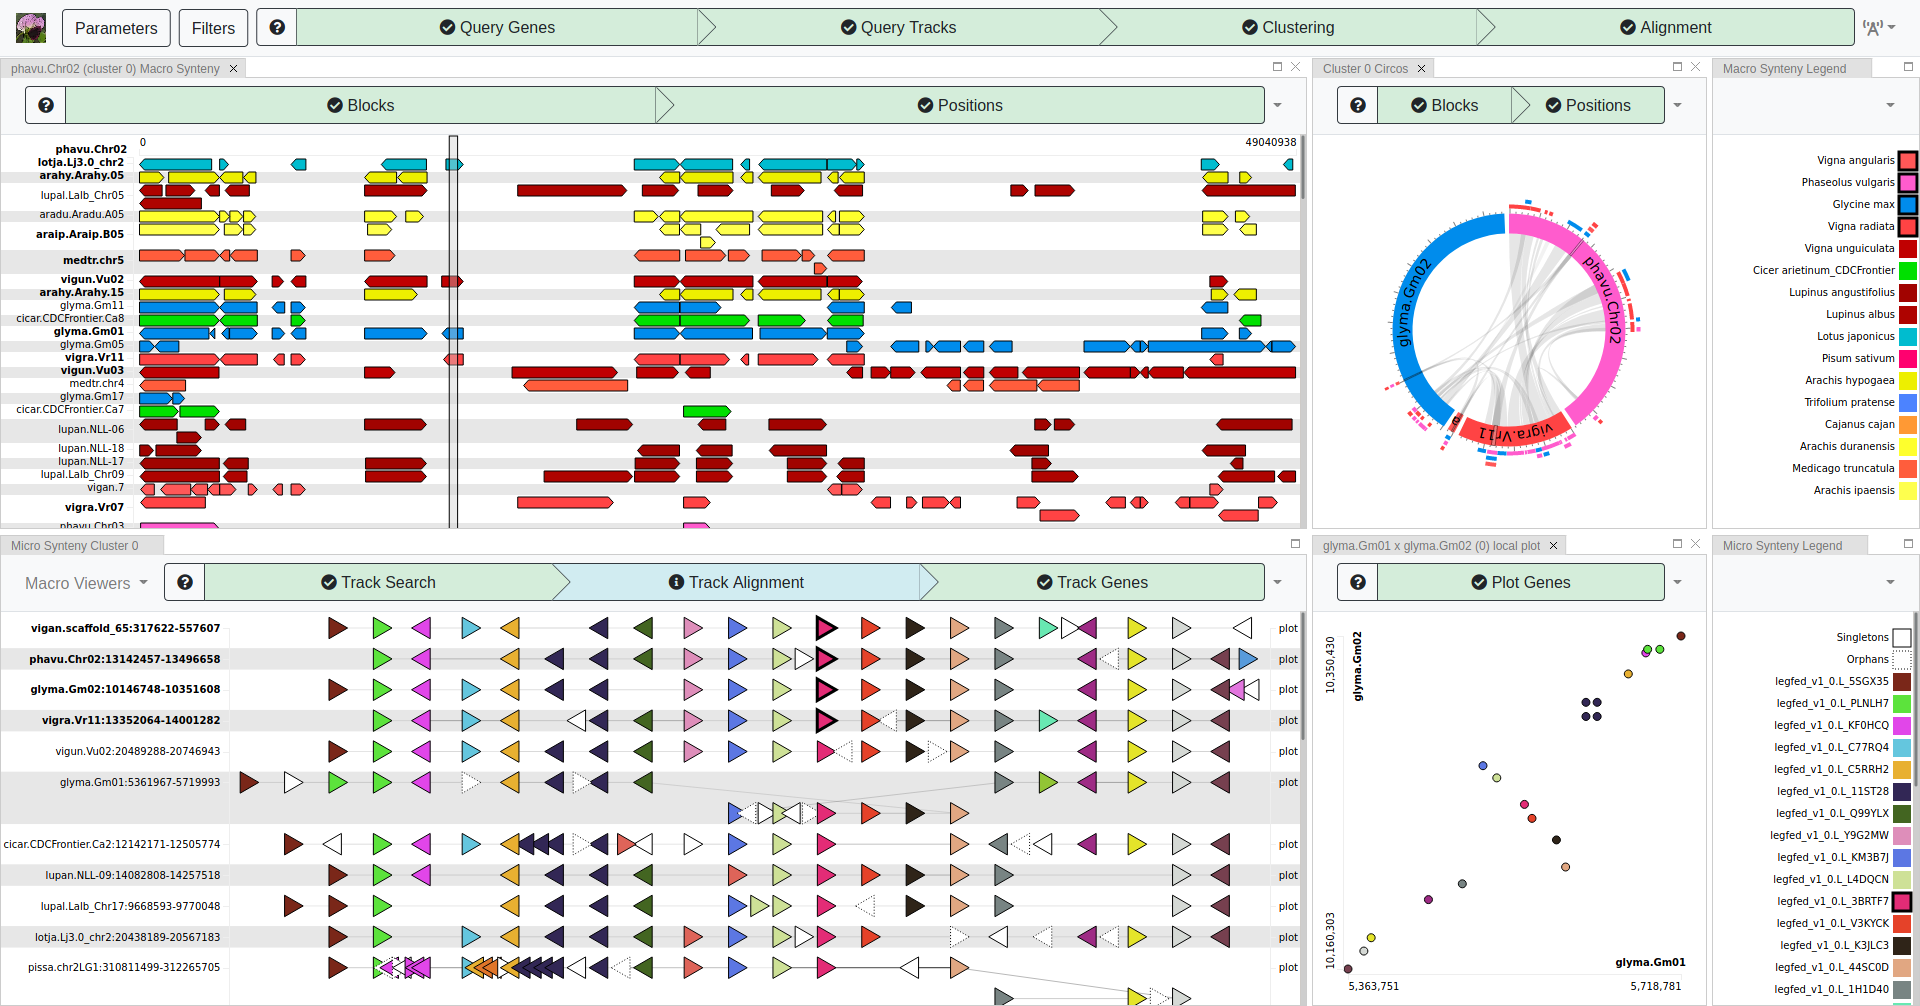 Parameters
Filters
Query Genes
Query Tracks
Clustering
Alignment
phavu.Chr02 (cluster 0) Macro Synteny
Blocks
Positions
0
49040938
phavu.Chr02
lotja.Lj3.0_chr2
arahy.Arahy.05
lupal.Lalb_Chr05
aradu.Aradu.A05
araip.Araip.B05
medtr.chr5
vigun.Vu02
arahy.Arahy.15
glyma.Gm11
cicar.CDCFrontier.Ca8
glyma.Gm01
glyma.Gm05
vigra.Vr11
vigun.Vu03
medtr.chr4
glyma.Gm17
cicar.CDCFrontier.Ca7
lupan.NLL-06
lupan.NLL-18
lupan.NLL-17
lupal.Lalb_Chr09
vigan.7
vigra.Vr07
phavu.Chr03
Cluster 0 Circos
Blocks
Positions
glyma.Gm02
phavu.Chr02
vigra.Vr11
Macro Synteny Legend
Vigna angularis
Phaseolus vulgaris
Glycine max
Vigna radiata
Vigna unguiculata
Cicer arietinum_CDCFrontier
Lupinus angustifolius
Lupinus albus
Lotus japonicus
Pisum sativum
Arachis hypogaea
Trifolium pratense
Cajanus cajan
Arachis duranensis
Medicago truncatula
Arachis ipaensis
Micro Synteny Cluster 0
Macro Viewers
Track Search
Track Alignment
Track Genes
vigan.scaffold_65:317622-557607 plot
phavu.Chr02:13142457-13496658 plot
glyma.Gm02:10146748-10351608 plot
vigra.Vr11:13352064-14001282 plot
vigun.Vu02:20489288-20746943 plot
glyma.Gm01:5361967-5719993 plot
cicar.CDCFrontier.Ca2:12142171-12505774 plot
lupan.NLL-09:14082808-14257518 plot
lupal.Lalb_Chr17:9668593-9770048 plot
lotja.Lj3.0_chr2:20438189-20567183 plot
pissa.chr2LG1:310811499-312265705 plot
glyma.Gm01 x glyma.Gm02 (0) local plot
Plot Genes
10,350,430
glyma.Gm02
10,160,303
glyma.Gm01
5,363,751
5,718,781
Micro Synteny Legend
Singletons
Orphans
legfed_v1_0.L_5SGX35
legfed_v1_0.L_PLNLH7
legfed_v1_0.L_KF0HCQ
legfed_v1_0.L_C77RQ4
legfed_v1_0.L_C5RRH2
legfed_v1_0.L_11ST28
legfed_v1_0.L_Q99YLX
legfed_v1_0.L_Y9G2MW
legfed_v1_0.L_KM3B7J
legfed_v1_0.L_L4DQCN
legfed_v1_0.L_3BRTF7
legfed_v1_0.L_V3KYCK
legfed_v1_0.L_K3JLC3
legfed_v1_0.L_44SC0D
legfed_v1_0.L_1H1D40